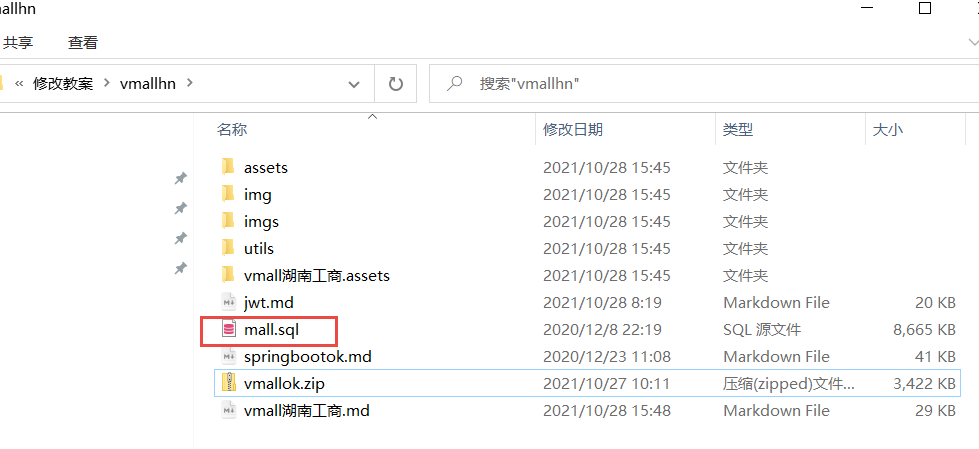 allhn
共享 查看
« 修改教案 > vmallhn > 搜索"vmallhn"
名称 修改日期 类型 大小
assets 2021/10/28 15:45 文件夹
img 2021/10/28 15:45 文件夹
imgs 2021/10/28 15:45 文件夹
utils 2021/10/28 15:45 文件夹
vmall湖南工商.assets 2021/10/28 15:45 文件夹
jwt.md 2021/10/28 8:19 Markdown File 20 KB
mall.sql 2020/12/8 22:19 SQL 源文件 8,665 KB
springbootok.md 2020/12/23 11:08 Markdown File 41 KB
vmallok.zip 2021/10/27 10:11 压缩(zipped)文件... 3,422 KB
vmall湖南工商.md 2021/10/28 15:48 Markdown File 29 KB